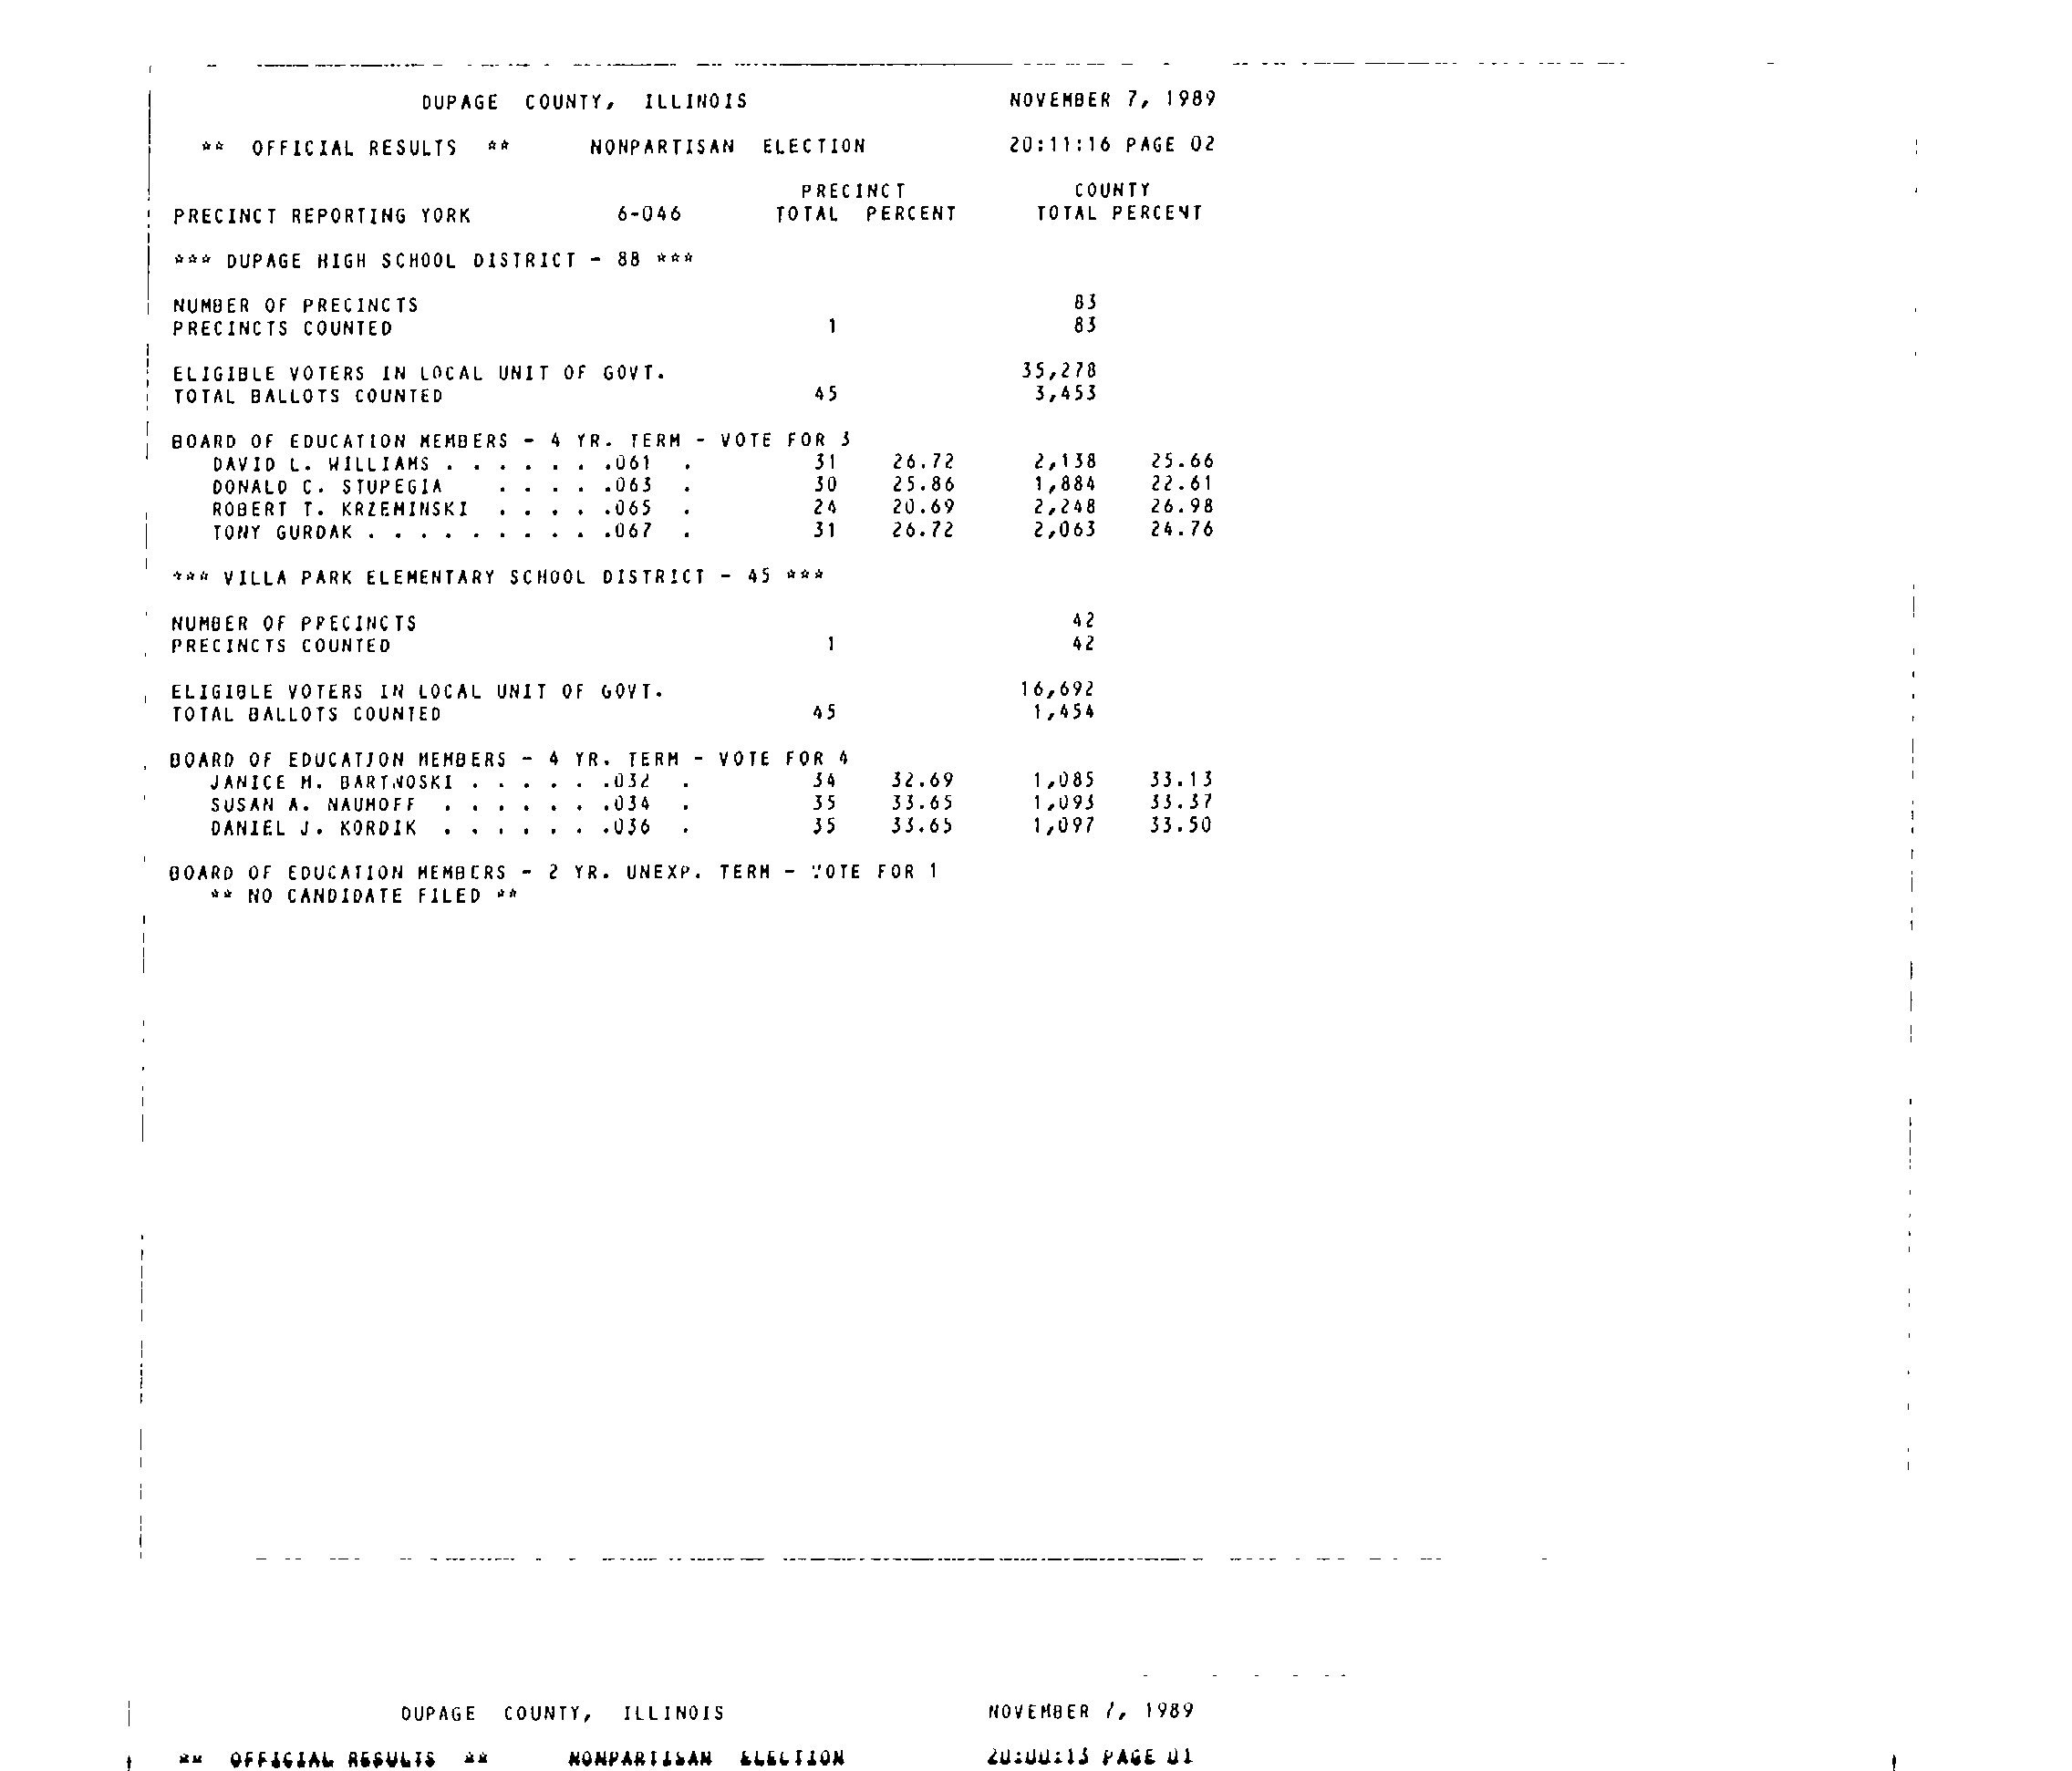 DUPAGE COUNTY, ILLINOIS NOVEMBER 7, 1989
** OFFICIAL RESULTS ** NONPARTISAN ELECTION 20:11:16 PAGE 02
PRECINCT COUNTY
PRECINCT REPORTING YORK 6-046 TOTAL PERCENT TOTAL PERCENT
*** DUPAGE HIGH SCHOOL DISTRICT - 88 ***
NUMBER OF PRECINCTS 83
PRECINCTS COUNTED 1 83
ELIGIBLE VOTERS IN LOCAL UNIT OF GOVT. 35,278
TOTAL BALLOTS COUNTED 45 3,453
BOARD OF EDUCATION MEMBERS - 4 YR. TERM - VOTE FOR 3
DAVID L. WILLIAMS . . . . . . .061 . 31 26.72 2,138 25.66
DONALD C. STUPEGIA . . . . .063 . 30 25.86 1,884 22.61
ROBERT T. KRZEMINSKI . . . . .065 . 24 20.69 2,248 26.98
TONY GURDAK . . . . . . . . . .067 . 31 26.72 2,063 24.76
*** VILLA PARK ELEMENTARY SCHOOL DISTRICT - 45 ***
NUMBER OF PRECINCTS 42
PRECINCTS COUNTED 1 42
ELIGIBLE VOTERS IN LOCAL UNIT OF GOVT. 16,692
TOTAL BALLOTS COUNTED 45 1,454
BOARD OF EDUCATION MEMBERS - 4 YR. TERM - VOTE FOR 4
JANICE M. BARTNOSKI . . . . . .032 . 34 32.69 1,085 33.13
SUSAN A. NAUHOFF . . . . . . .034 . 35 33.65 1,093 33.37
DANIEL J. KORDIK . . . . . . .036 . 35 33.65 1,097 33.50
BOARD OF EDUCATION MEMBERS - 2 YR. UNEXP. TERM - VOTE FOR 1
** NO CANDIDATE FILED **
DUPAGE COUNTY, ILLINOIS NOVEMBER 7, 1989
** OFFICIAL RESULTS ** NONPARTISAN ELECTION 20:00:13 PAGE 01